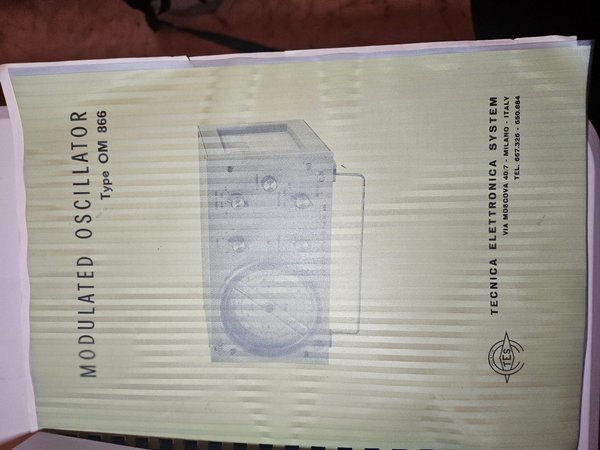 MODULATED OSCILLATOR
Type OM 866
TES
TECNICA ELETTRONICA SYSTEM
VIA MOSCOVA 40/7 - MILANO - ITALY
TEL. 667.326 - 650.884